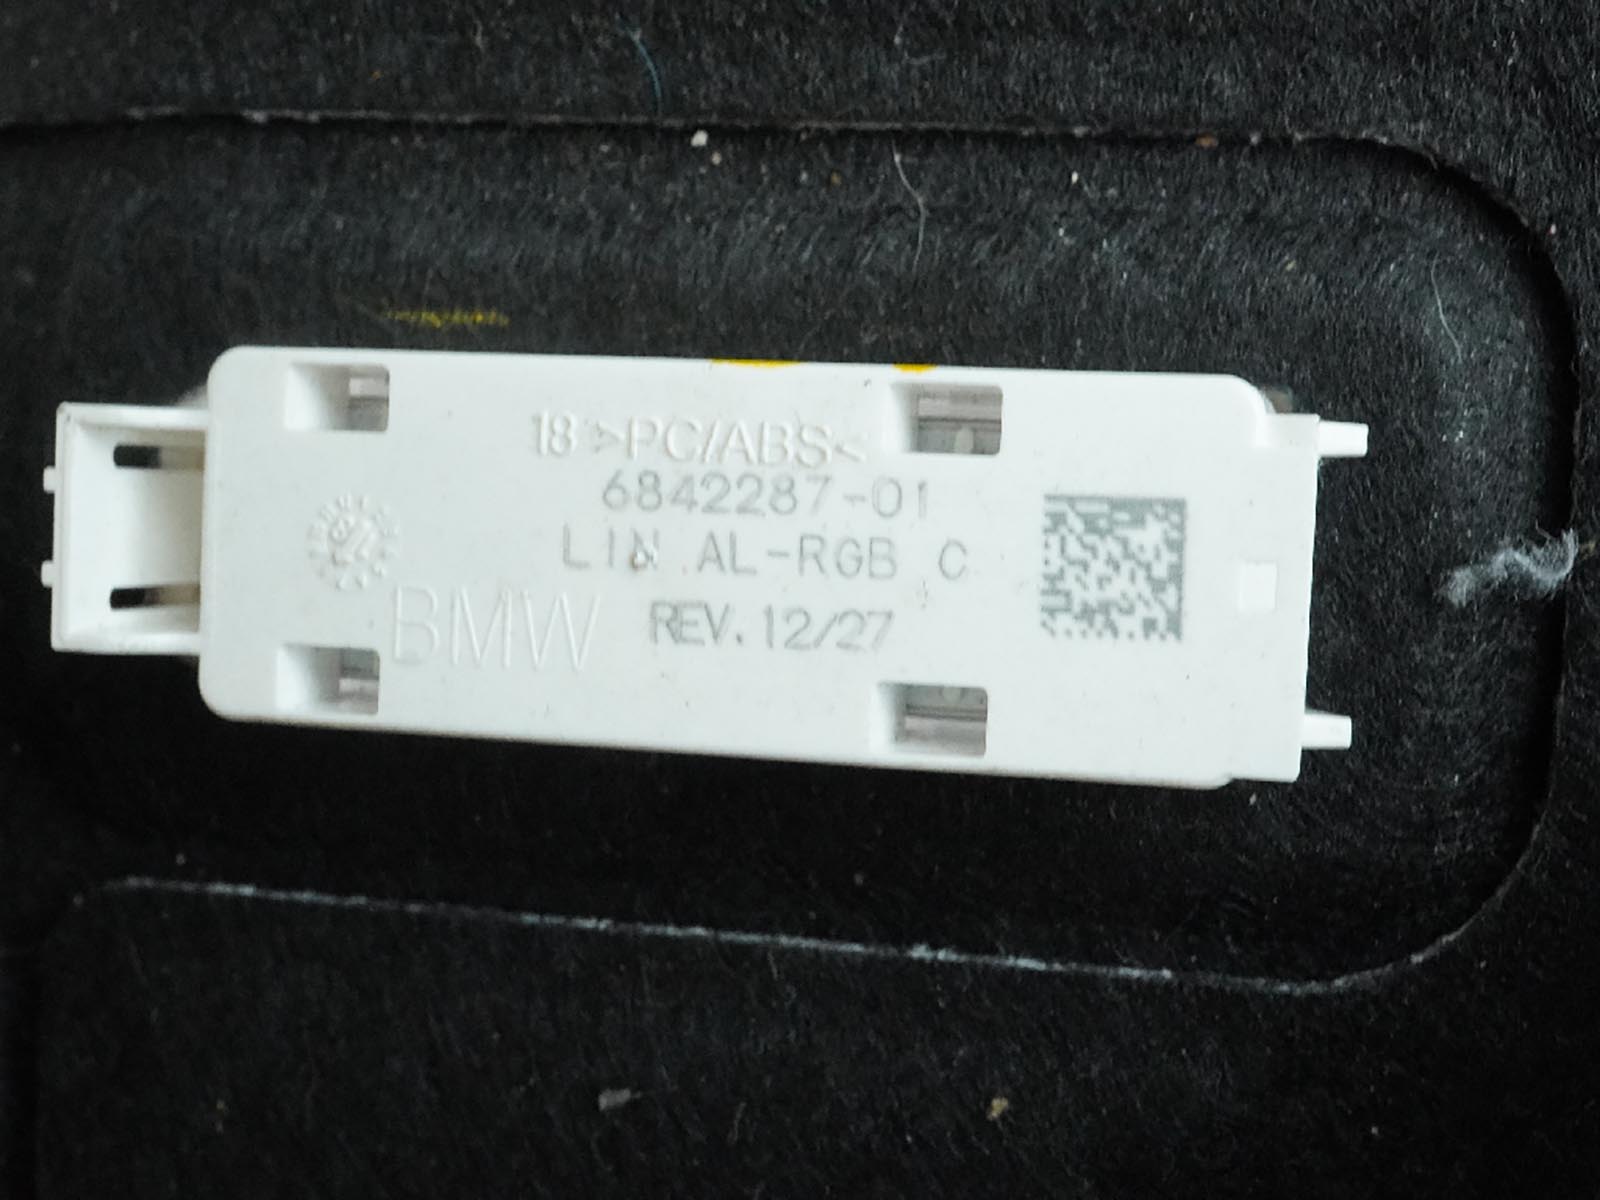 18 >PC/ABS<
6842287-01
LIN AL-RGB C
BMW
REV. 12/27